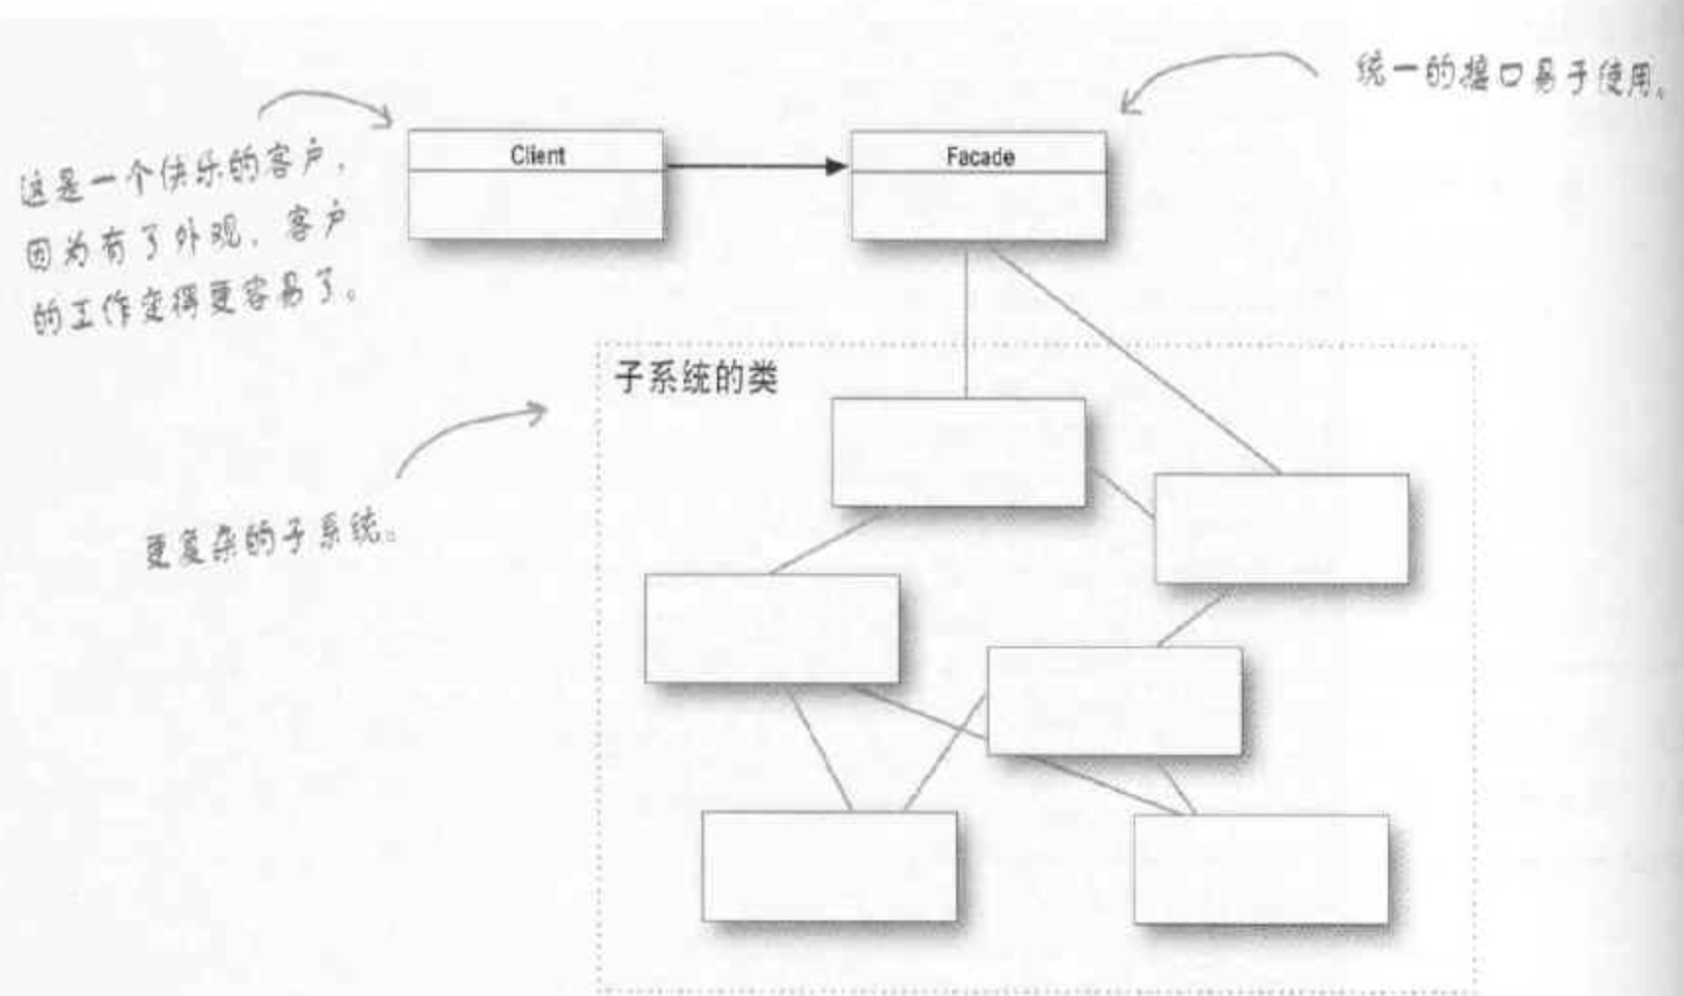 统一的接口易于使用。
Client
Facade
这是一个快乐的客户，
因为有了外观，客户
的工作变得更容易了。
子系统的类
更复杂的子系统。